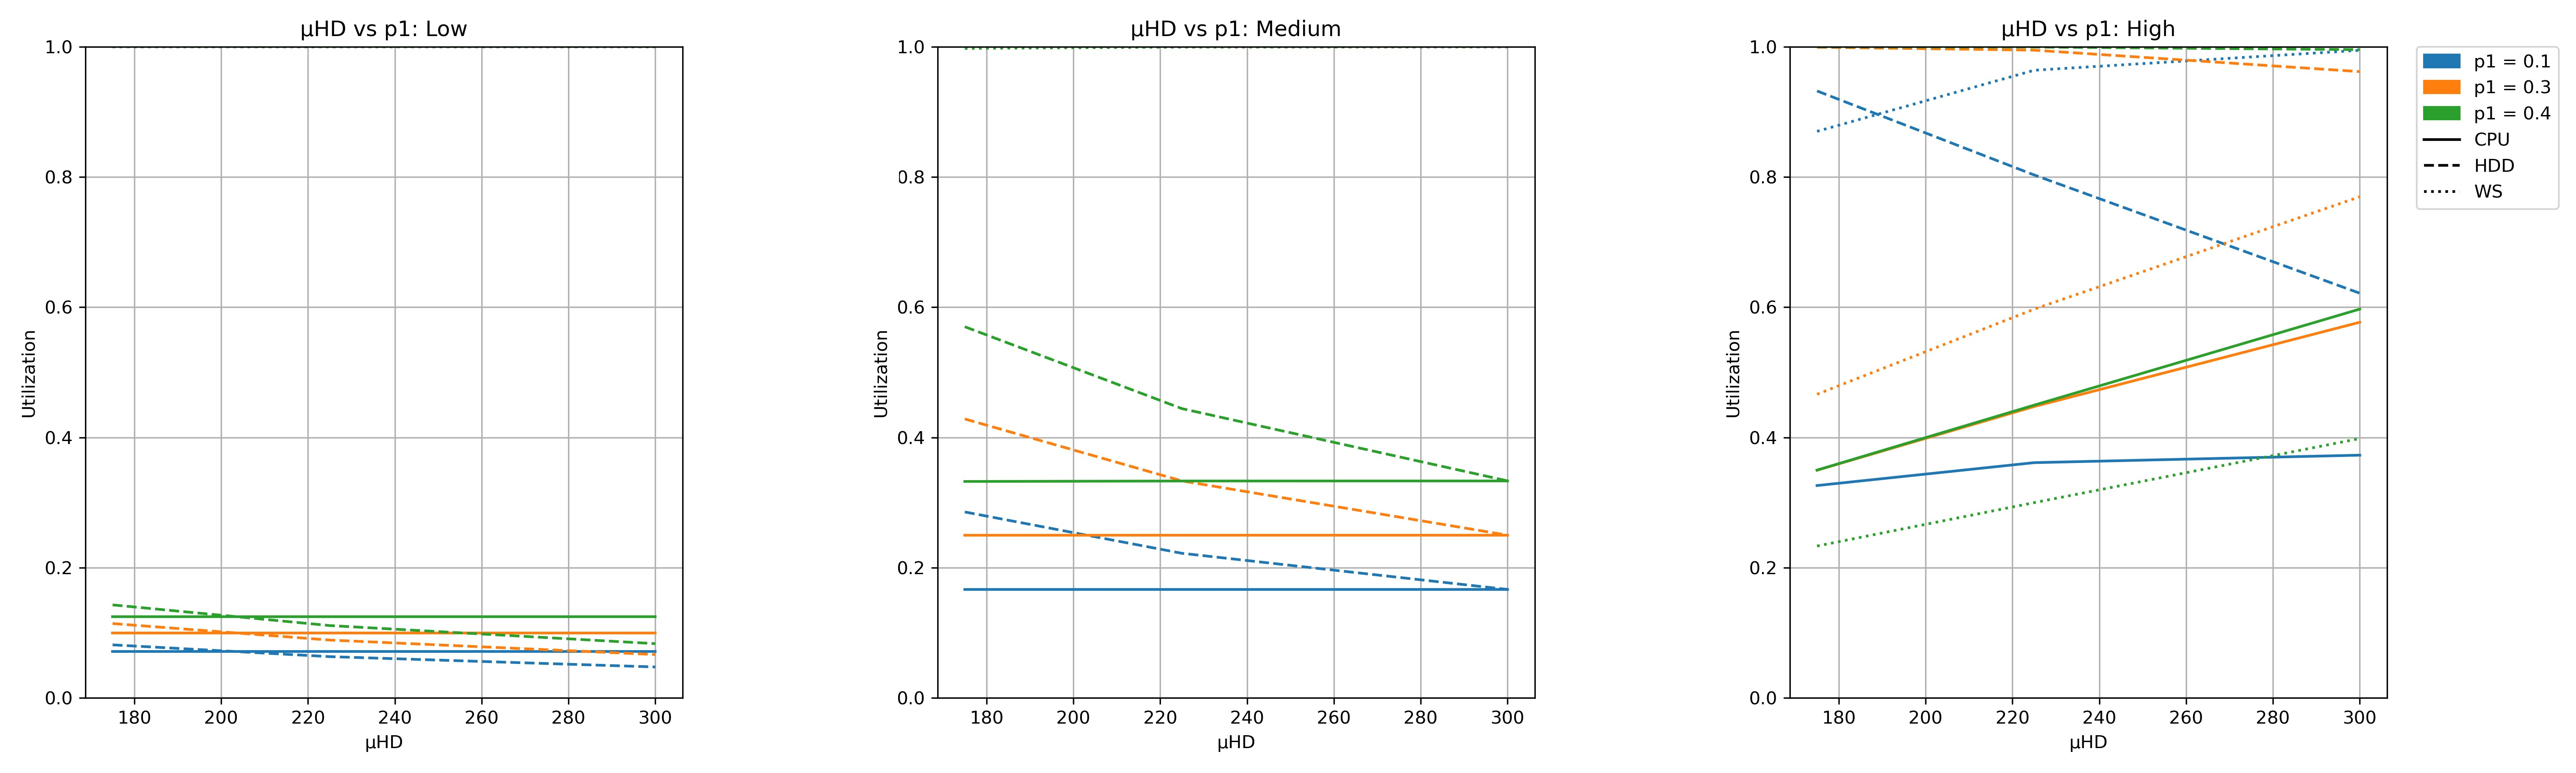 μHD vs p1: Low
1.0
0.8
0.6
0.4
0.2
0.0
Utilization
180 200 220 240 260 280 300
μHD
μHD vs p1: Medium
1.0
0.8
0.6
0.4
0.2
0.0
Utilization
180 200 220 240 260 280 300
μHD
μHD vs p1: High
1.0
0.8
0.6
0.4
0.2
0.0
Utilization
180 200 220 240 260 280 300
μHD
p1 = 0.1
p1 = 0.3
p1 = 0.4
CPU
HDD
WS